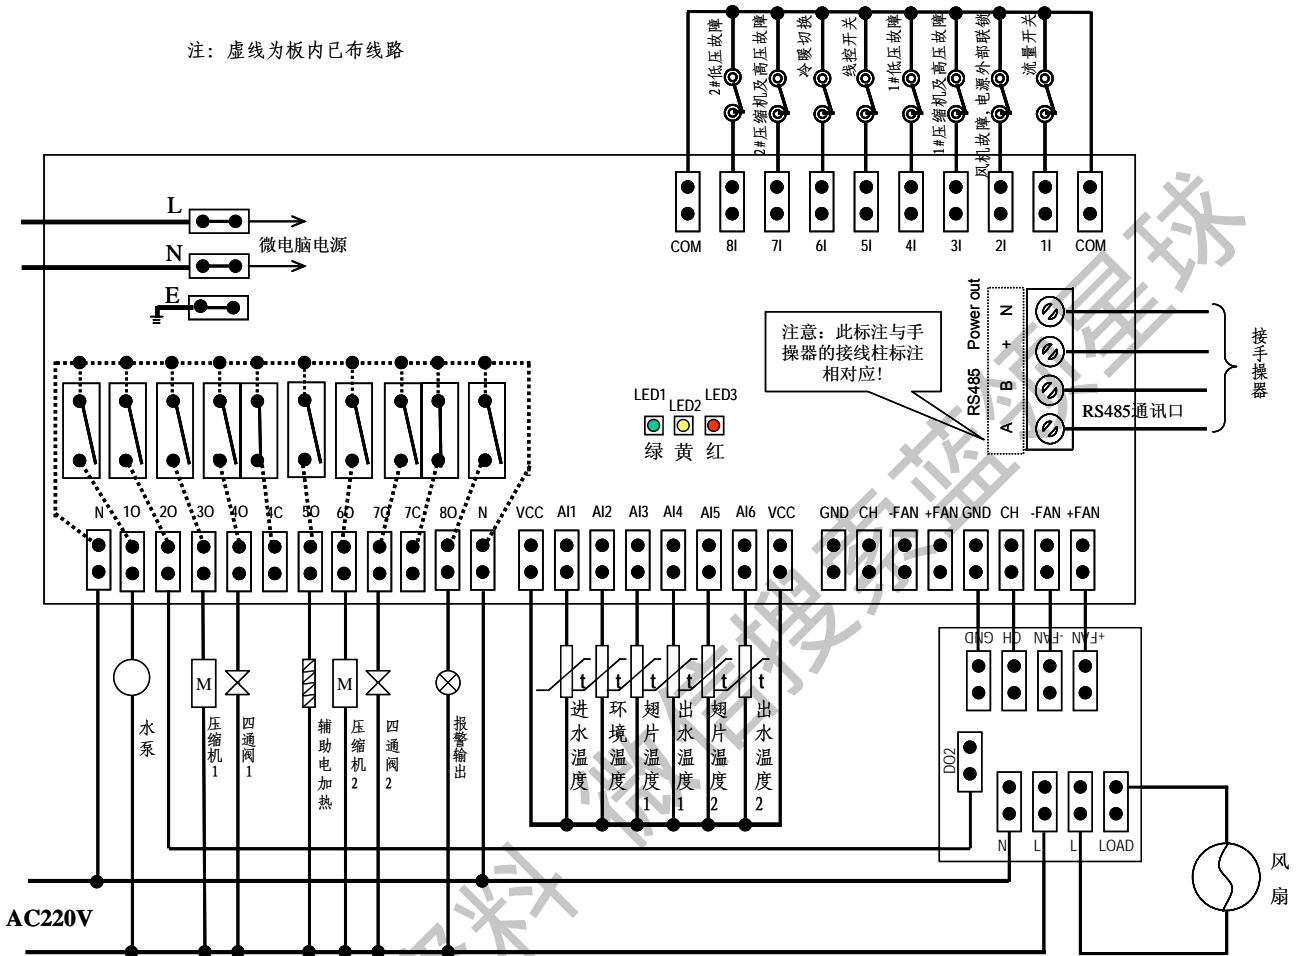 注：虚线为板内已布线路
2#低压故障
2#压缩机及高压故障
冷暖切换
线控开关
1#低压故障
1#压缩机及高压故障
风机故障，电源外部联锁
流量开关
COM 8I 7I 6I 5I 4I 3I 2I 1I COM
L
N
E
微电脑电源
注意：此标注与手
操器的接线柱标注
相对应！
Power out
RS485
N
+
B
A
RS485通讯口
接手操器
LED1 LED2 LED3
绿 黄 红
N 1O 2O 3O 4O 4C 5O 6O 7O 7C 8O N VCC AI1 AI2 AI3 AI4 AI5 AI6 VCC GND CH -FAN +FAN GND CH -FAN +FAN
GND CH -FAN +FAN
M
M
t t t t t t
水泵
压缩机1
四通阀1
辅助电加热
压缩机2
四通阀2
报警输出
进水温度
环境温度
翅片温度1
出水温度1
翅片温度2
出水温度2
DO2
N L L LOAD
风扇
AC220V
微信搜索蓝领星球
资料